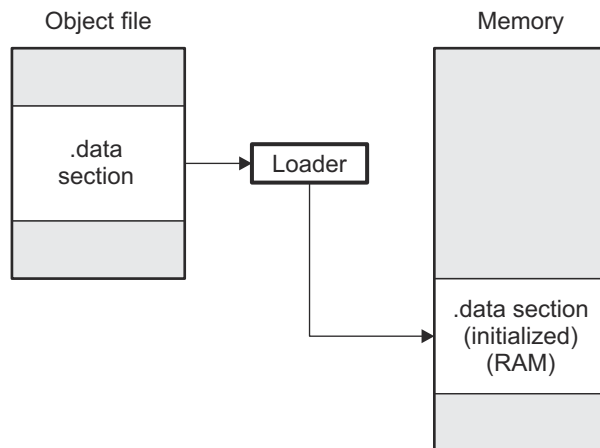 Object file
Memory
.data
section
Loader
.data section
(initialized)
(RAM)